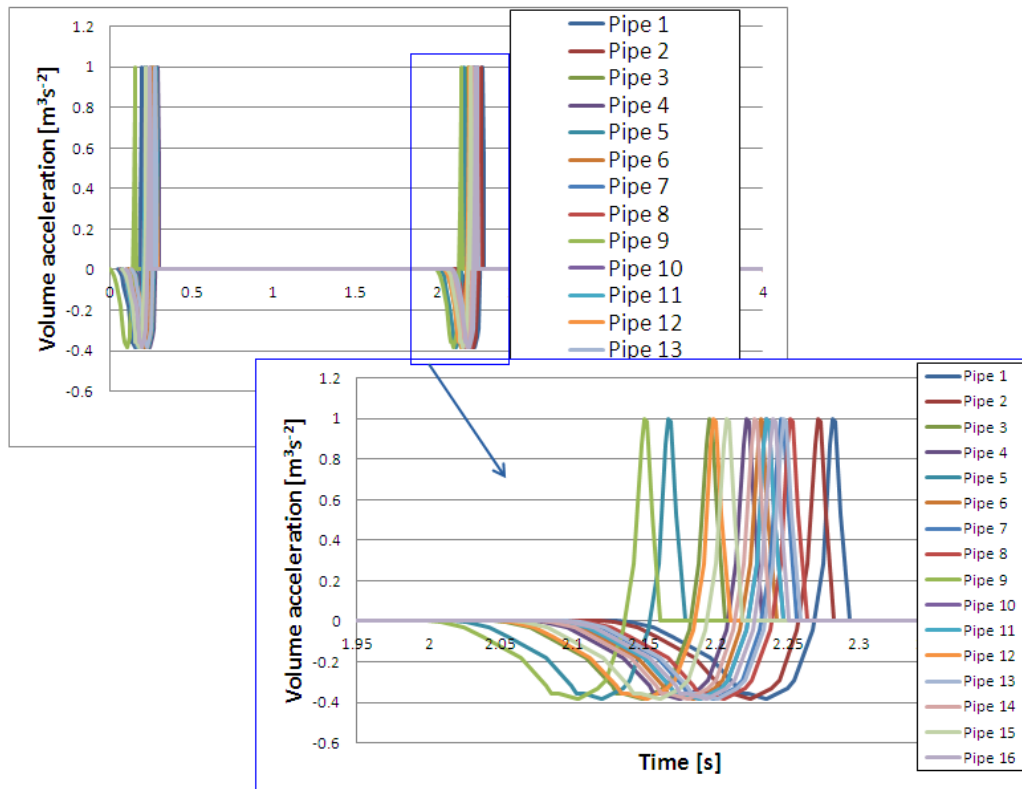 Volume acceleration [m³s⁻²]
1.2
1
0.8
0.6
0.4
0.2
0
-0.2
-0.4
-0.6
0
0.5
1
1.5
2
4
Pipe 1
Pipe 2
Pipe 3
Pipe 4
Pipe 5
Pipe 6
Pipe 7
Pipe 8
Pipe 9
Pipe 10
Pipe 11
Pipe 12
Pipe 13
Volume acceleration [m³s⁻²]
1.2
1
0.8
0.6
0.4
0.2
0
-0.2
-0.4
-0.6
1.95
2
2.05
2.1
2.15
2.2
2.25
2.3
Time [s]
Pipe 1
Pipe 2
Pipe 3
Pipe 4
Pipe 5
Pipe 6
Pipe 7
Pipe 8
Pipe 9
Pipe 10
Pipe 11
Pipe 12
Pipe 13
Pipe 14
Pipe 15
Pipe 16